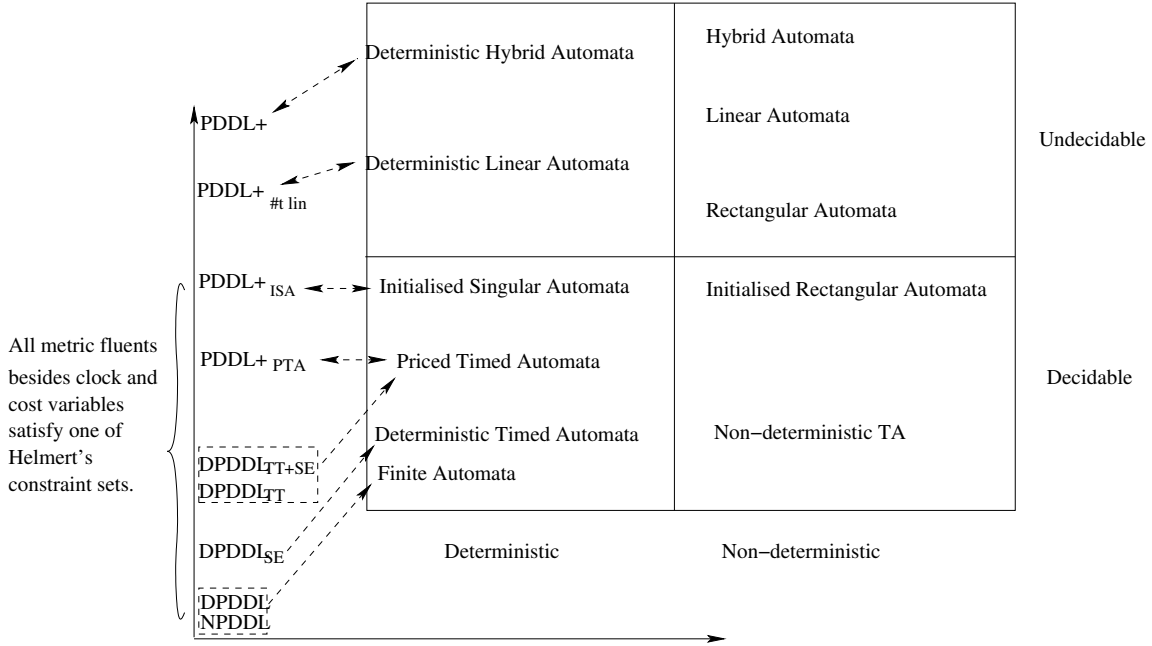 Deterministic Hybrid Automata
Hybrid Automata
PDDL+
Linear Automata
Undecidable
Deterministic Linear Automata
PDDL+ #t lin
Rectangular Automata
PDDL+ ISA
Initialised Singular Automata
Initialised Rectangular Automata
All metric fluents
besides clock and
cost variables
satisfy one of
Helmert's
constraint sets.
PDDL+ PTA
Priced Timed Automata
Decidable
Deterministic Timed Automata
Non−deterministic TA
DPDDL TT+SE
Finite Automata
DPDDL TT
DPDDL SE
Deterministic
Non−deterministic
DPDDL
NPDDL